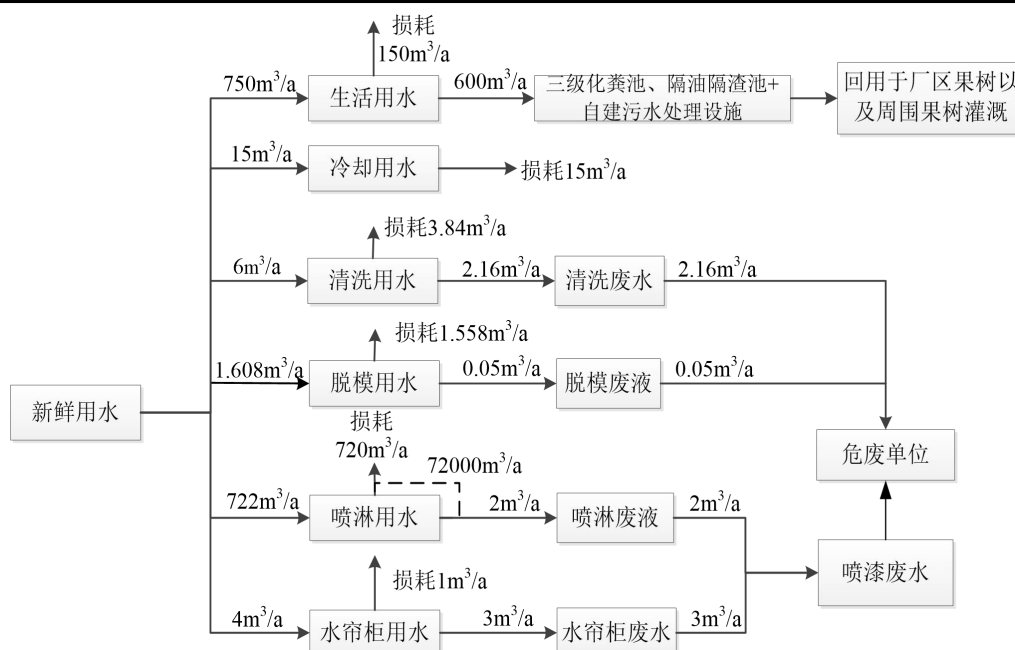 损耗
150m³/a
750m³/a
生活用水
600m³/a
三级化粪池、隔油隔渣池+
自建污水处理设施
回用于厂区果树以
及周围果树灌溉
15m³/a
冷却用水
损耗15m³/a
损耗3.84m³/a
6m³/a
清洗用水
2.16m³/a
清洗废水
2.16m³/a
损耗1.558m³/a
1.608m³/a
脱模用水
0.05m³/a
脱模废液
0.05m³/a
新鲜用水
损耗
720m³/a
72000m³/a
危废单位
722m³/a
喷淋用水
2m³/a
喷淋废液
2m³/a
喷漆废水
损耗1m³/a
4m³/a
水帘柜用水
3m³/a
水帘柜废水
3m³/a